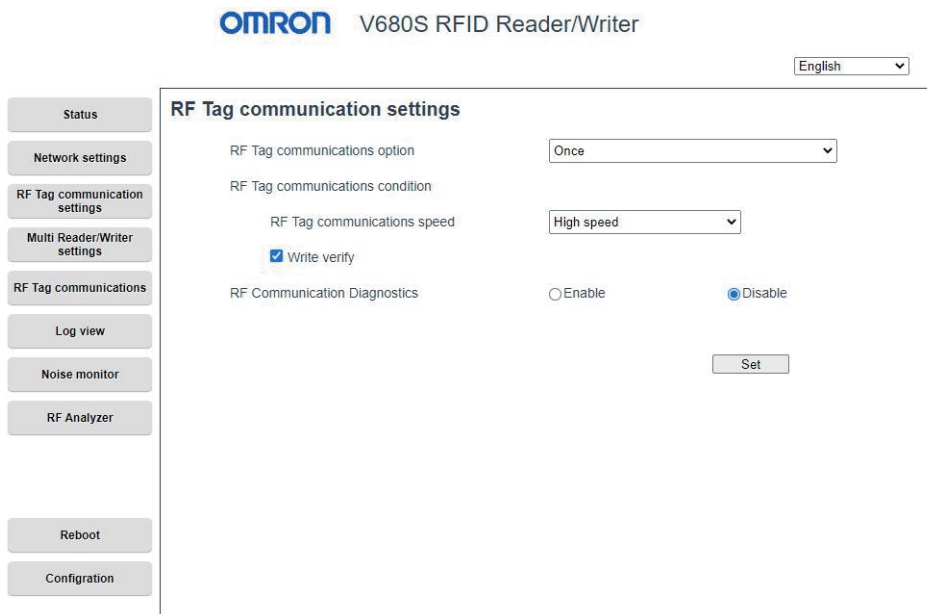 OMRON V680S RFID Reader/Writer
English
Status
Network settings
RF Tag communication
settings
Multi Reader/Writer
settings
RF Tag communications
Log view
Noise monitor
RF Analyzer
Reboot
Configration
RF Tag communication settings
RF Tag communications option Once
RF Tag communications condition
RF Tag communications speed High speed
Write verify
RF Communication Diagnostics Enable Disable
Set